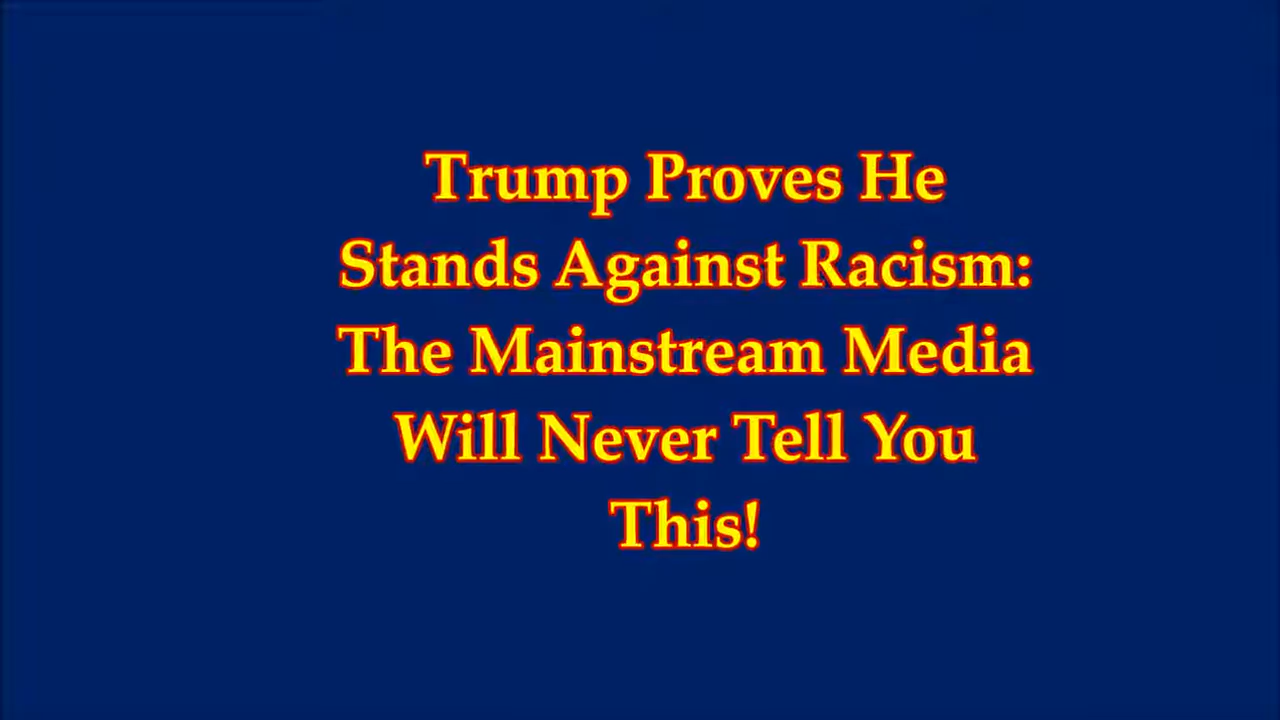 Trump Proves He
Stands Against Racism:
The Mainstream Media
Will Never Tell You
This!